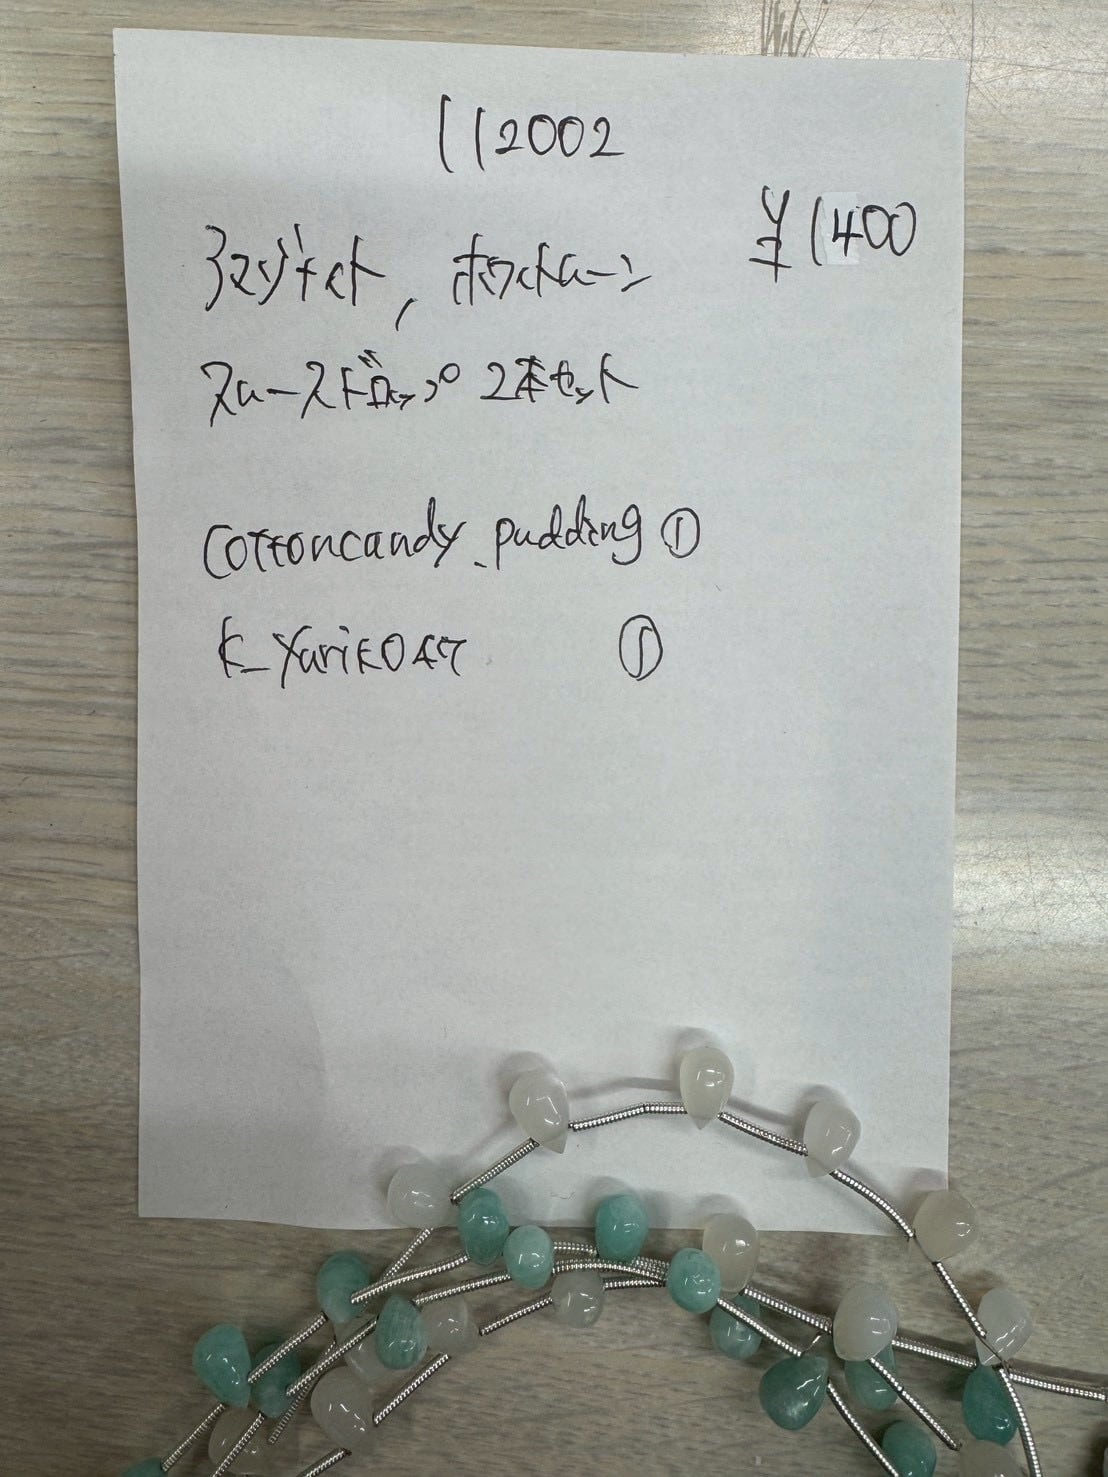 112002
¥1400
アマゾナイト, ホワイトムーン
スムースドロップ 2本セット
cottoncandy_pudding ①
k_yuriko47 ①